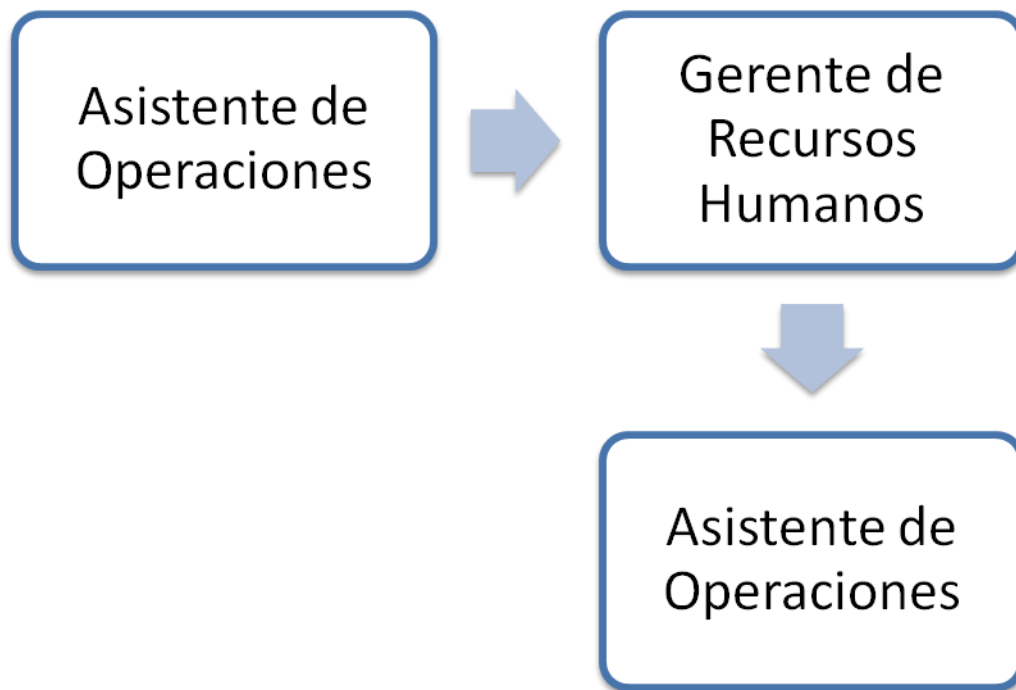 Asistente de
Operaciones
Gerente de
Recursos
Humanos
Asistente de
Operaciones